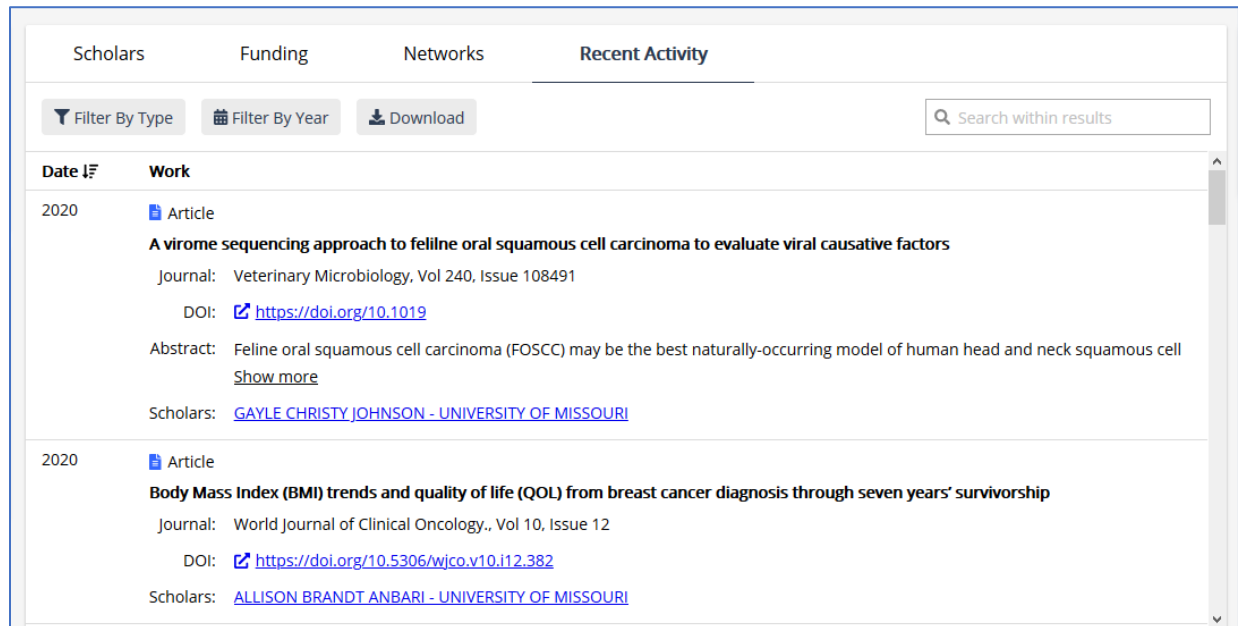 Scholars Funding Networks Recent Activity
Filter By Type Filter By Year Download Search within results
Date Work
2020 Article
A virome sequencing approach to felilne oral squamous cell carcinoma to evaluate viral causative factors
Journal: Veterinary Microbiology, Vol 240, Issue 108491
DOI: https://doi.org/10.1019
Abstract: Feline oral squamous cell carcinoma (FOSCC) may be the best naturally-occurring model of human head and neck squamous cell
Show more
Scholars: GAYLE CHRISTY JOHNSON - UNIVERSITY OF MISSOURI
2020 Article
Body Mass Index (BMI) trends and quality of life (QOL) from breast cancer diagnosis through seven years’ survivorship
Journal: World Journal of Clinical Oncology., Vol 10, Issue 12
DOI: https://doi.org/10.5306/wjco.v10.i12.382
Scholars: ALLISON BRANDT ANBARI - UNIVERSITY OF MISSOURI